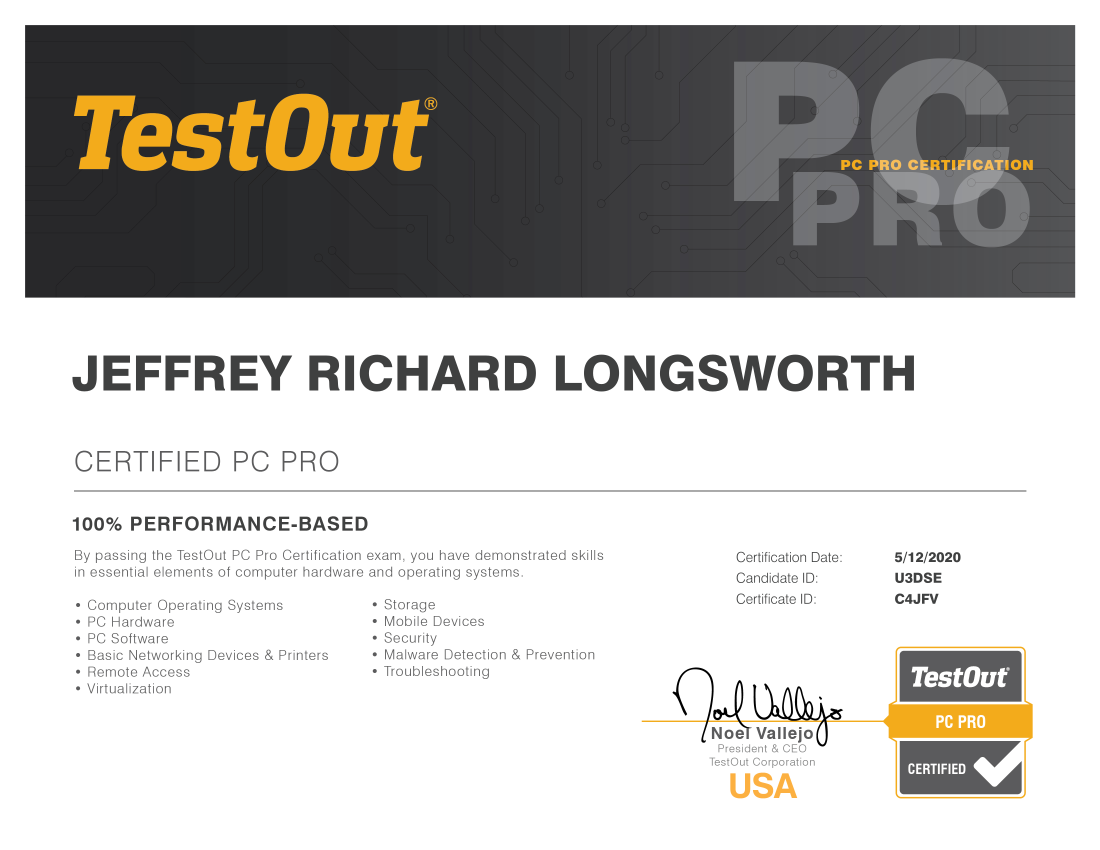 TestOut®
PC
PC PRO CERTIFICATION
PRO
JEFFREY RICHARD LONGSWORTH
CERTIFIED PC PRO
100% PERFORMANCE-BASED
By passing the TestOut PC Pro Certification exam, you have demonstrated skills
in essential elements of computer hardware and operating systems.
• Computer Operating Systems
• PC Hardware
• PC Software
• Basic Networking Devices & Printers
• Remote Access
• Virtualization
• Storage
• Mobile Devices
• Security
• Malware Detection & Prevention
• Troubleshooting
Certification Date: 5/12/2020
Candidate ID: U3DSE
Certificate ID: C4JFV
Noel Vallejo
Noel Vallejo
President & CEO
TestOut Corporation
USA
TestOut®
PC PRO
CERTIFIED